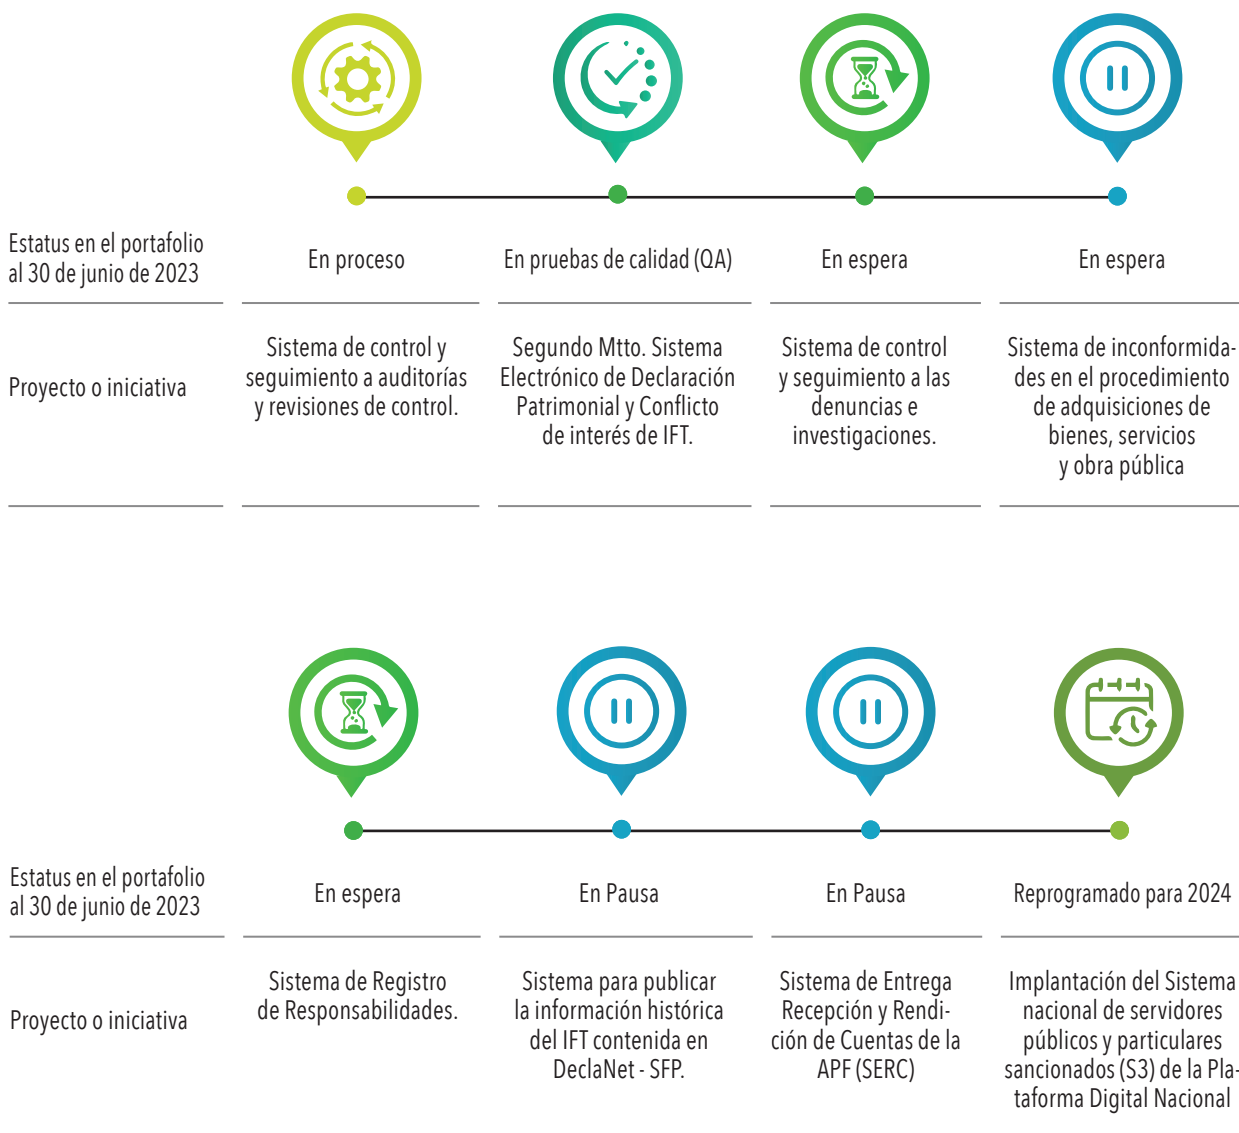 Estatus en el portafolio
al 30 de junio de 2023
En proceso
En pruebas de calidad (QA)
En espera
En espera
Proyecto o iniciativa
Sistema de control y
seguimiento a auditorías
y revisiones de control.
Segundo Mtto. Sistema
Electrónico de Declaración
Patrimonial y Conflicto
de interés de IFT.
Sistema de control
y seguimiento a las
denuncias e
investigaciones.
Sistema de inconformida-
des en el procedimiento
de adquisiciones de
bienes, servicios
y obra pública
Estatus en el portafolio
al 30 de junio de 2023
En espera
En Pausa
En Pausa
Reprogramado para 2024
Proyecto o iniciativa
Sistema de Registro
de Responsabilidades.
Sistema para publicar
la información histórica
del IFT contenida en
DeclaNet - SFP.
Sistema de Entrega
Recepción y Rendi-
ción de Cuentas de la
APF (SERC)
Implantación del Sistema
nacional de servidores
públicos y particulares
sancionados (S3) de la Pla-
taforma Digital Nacional